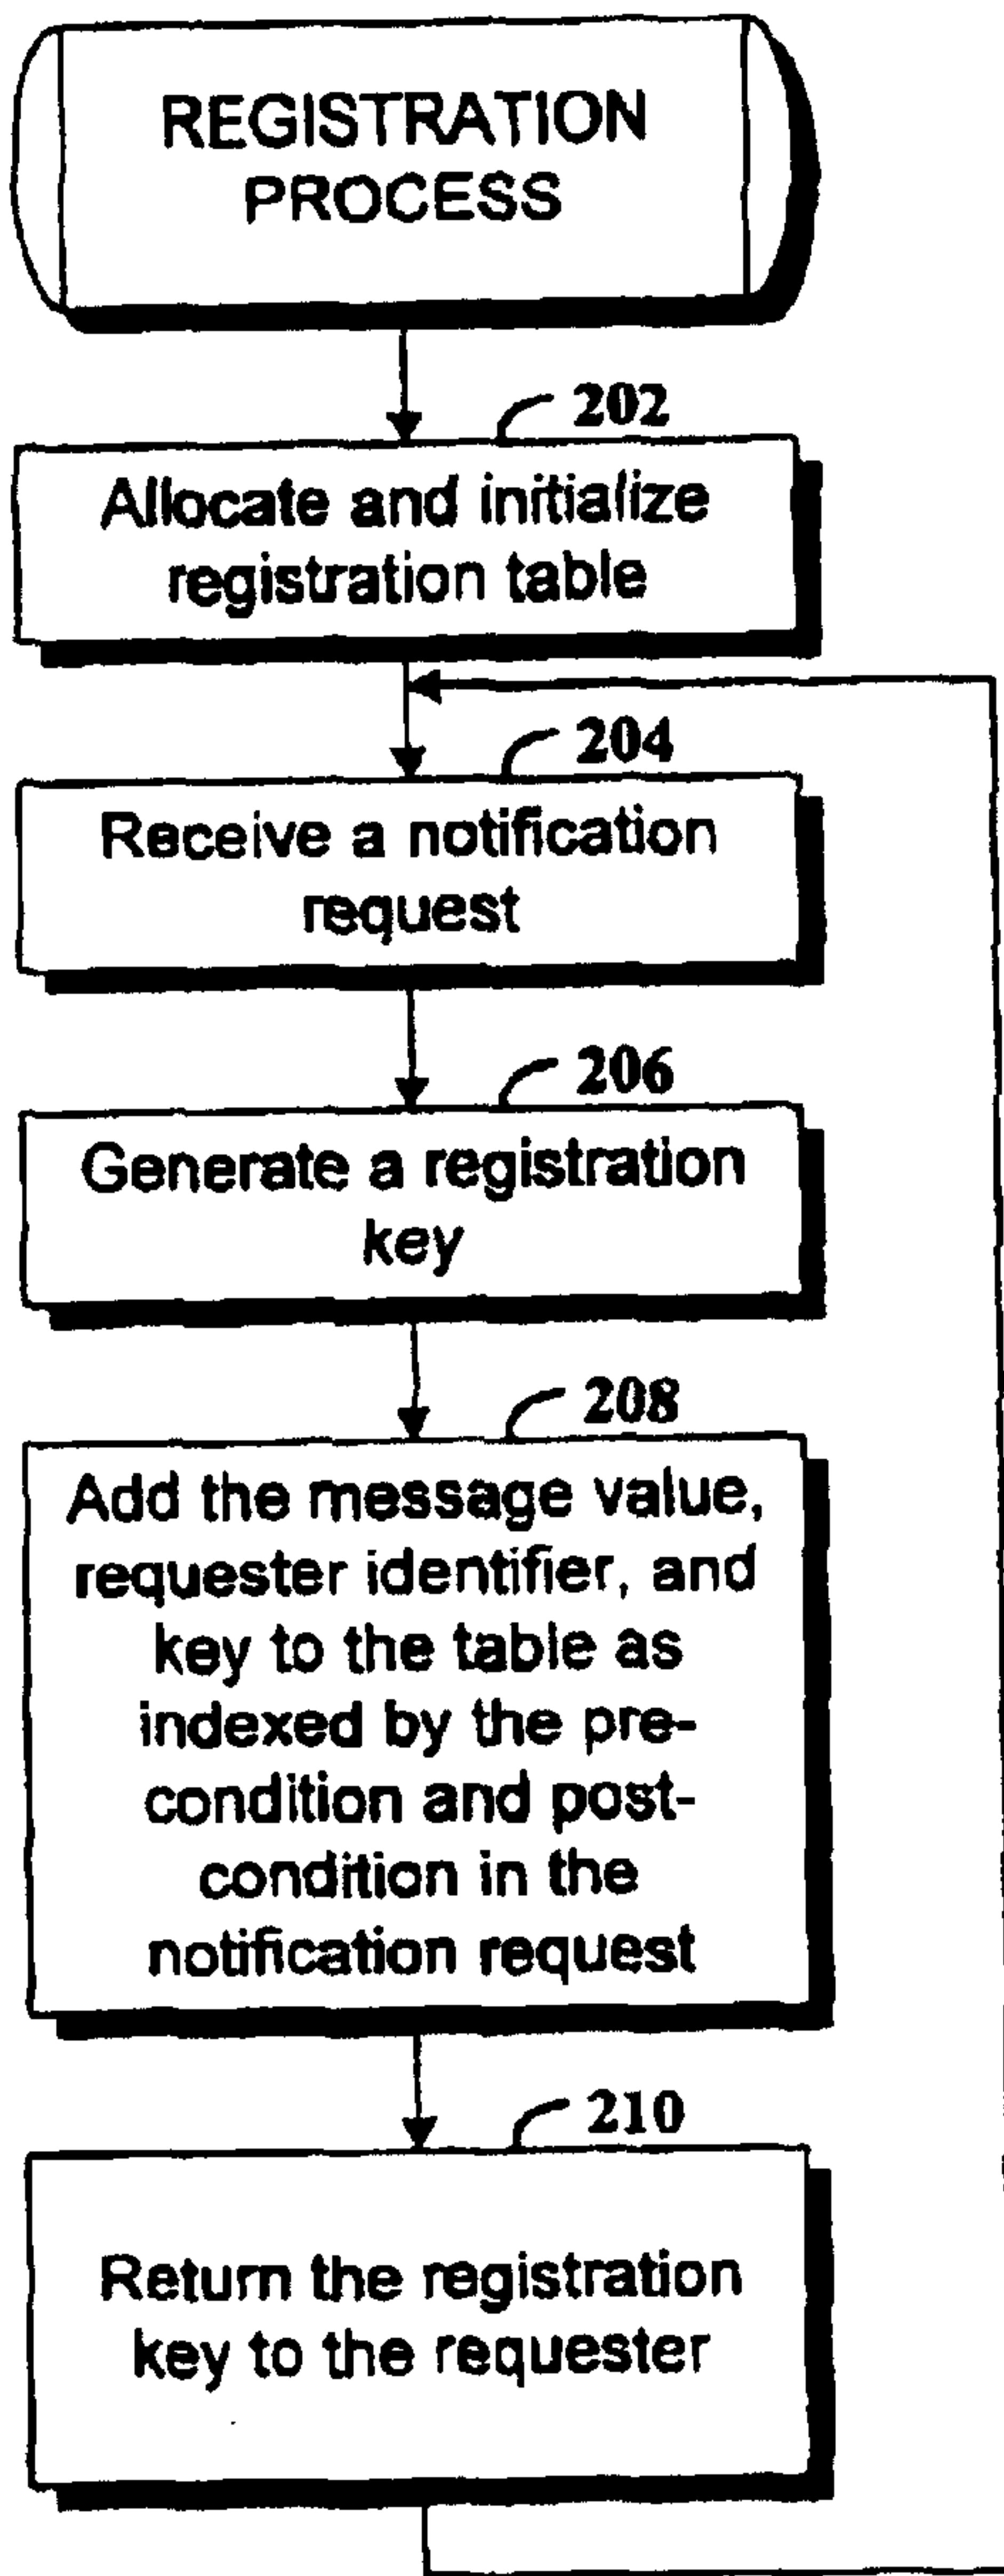 REGISTRATION
PROCESS
202
Allocate and initialize
registration table
204
Receive a notification
request
206
Generate a registration
key
208
Add the message value,
requester identifier, and
key to the table as
indexed by the pre-
condition and post-
condition in the
notification request
210
Return the registration
key to the requester